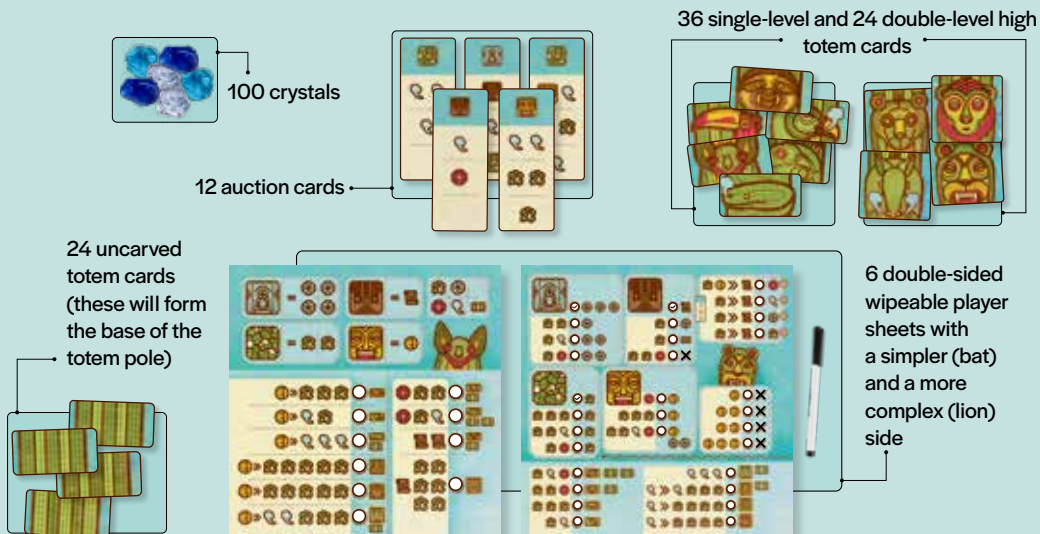 36 single-level and 24 double-level high
totem cards
100 crystals
12 auction cards
24 uncarved
totem cards
(these will form
the base of the
totem pole)
6 double-sided
wipeable player
sheets with
a simpler (bat)
and a more
complex (lion)
side